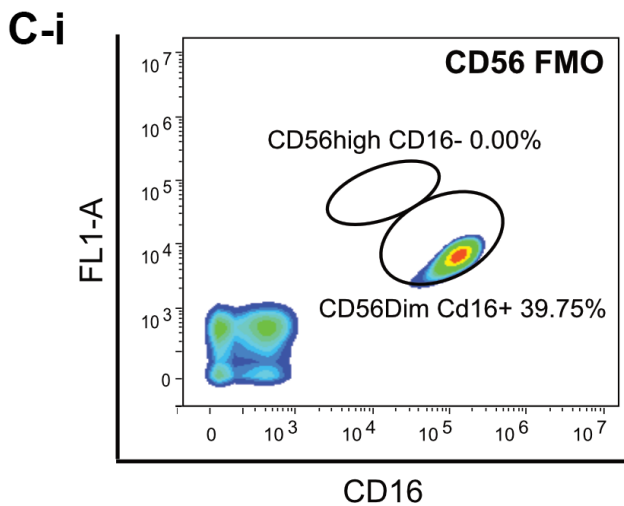 C-i
CD56 FMO
10^7
10^6
CD56high CD16- 0.00%
10^5
FL1-A
10^4
CD56Dim Cd16+ 39.75%
10^3
0
0 10^3 10^4 10^5 10^6 10^7
CD16